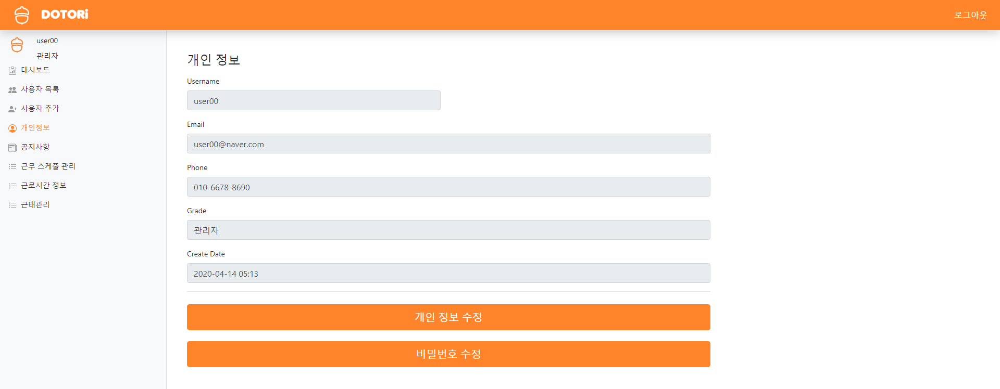 DOTORi
로그아웃
user00
관리자
대시보드
사용자 목록
사용자 추가
개인정보
공지사항
근무 스케줄 관리
근로시간 정보
근태관리
개인 정보
Username
user00
Email
user00@naver.com
Phone
010-6678-8690
Grade
관리자
Create Date
2020-04-14 05:13
개인 정보 수정
비밀번호 수정